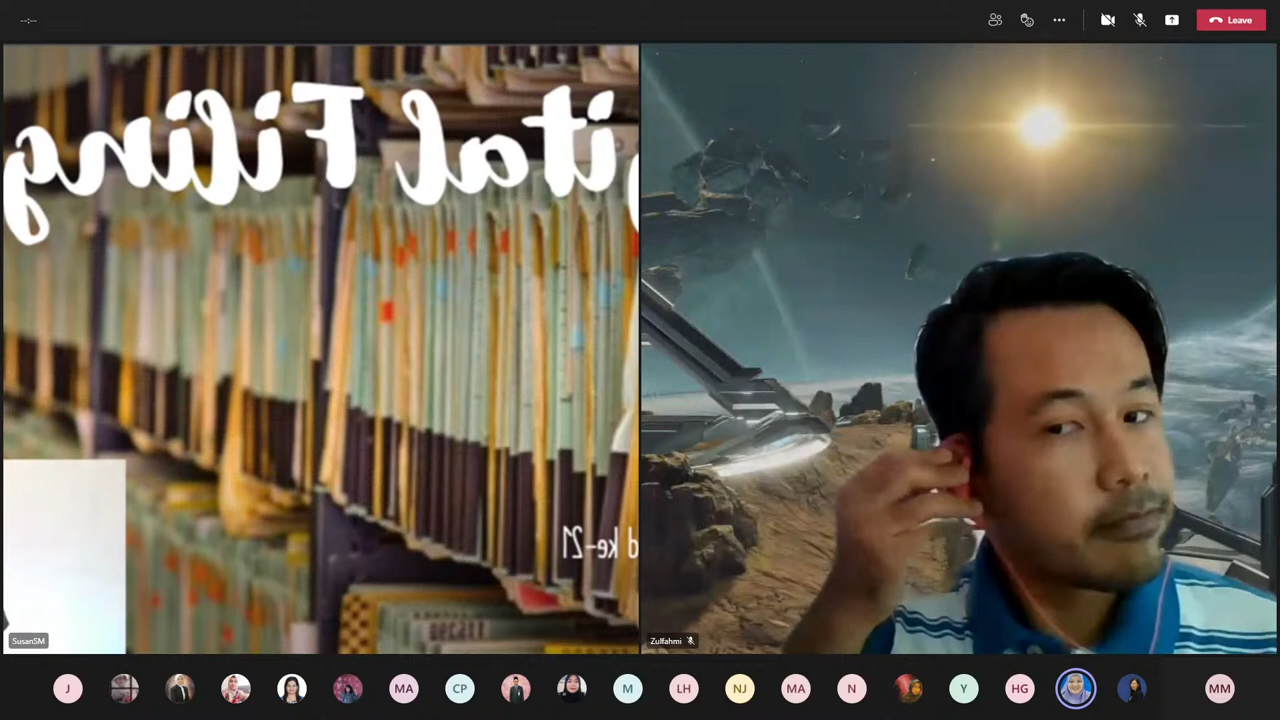 --:--
Leave
ital Filing
d ke-21
SusanSM
Zulfahmi
J
MA
CP
M
LH
NJ
MA
N
Y
HG
MM